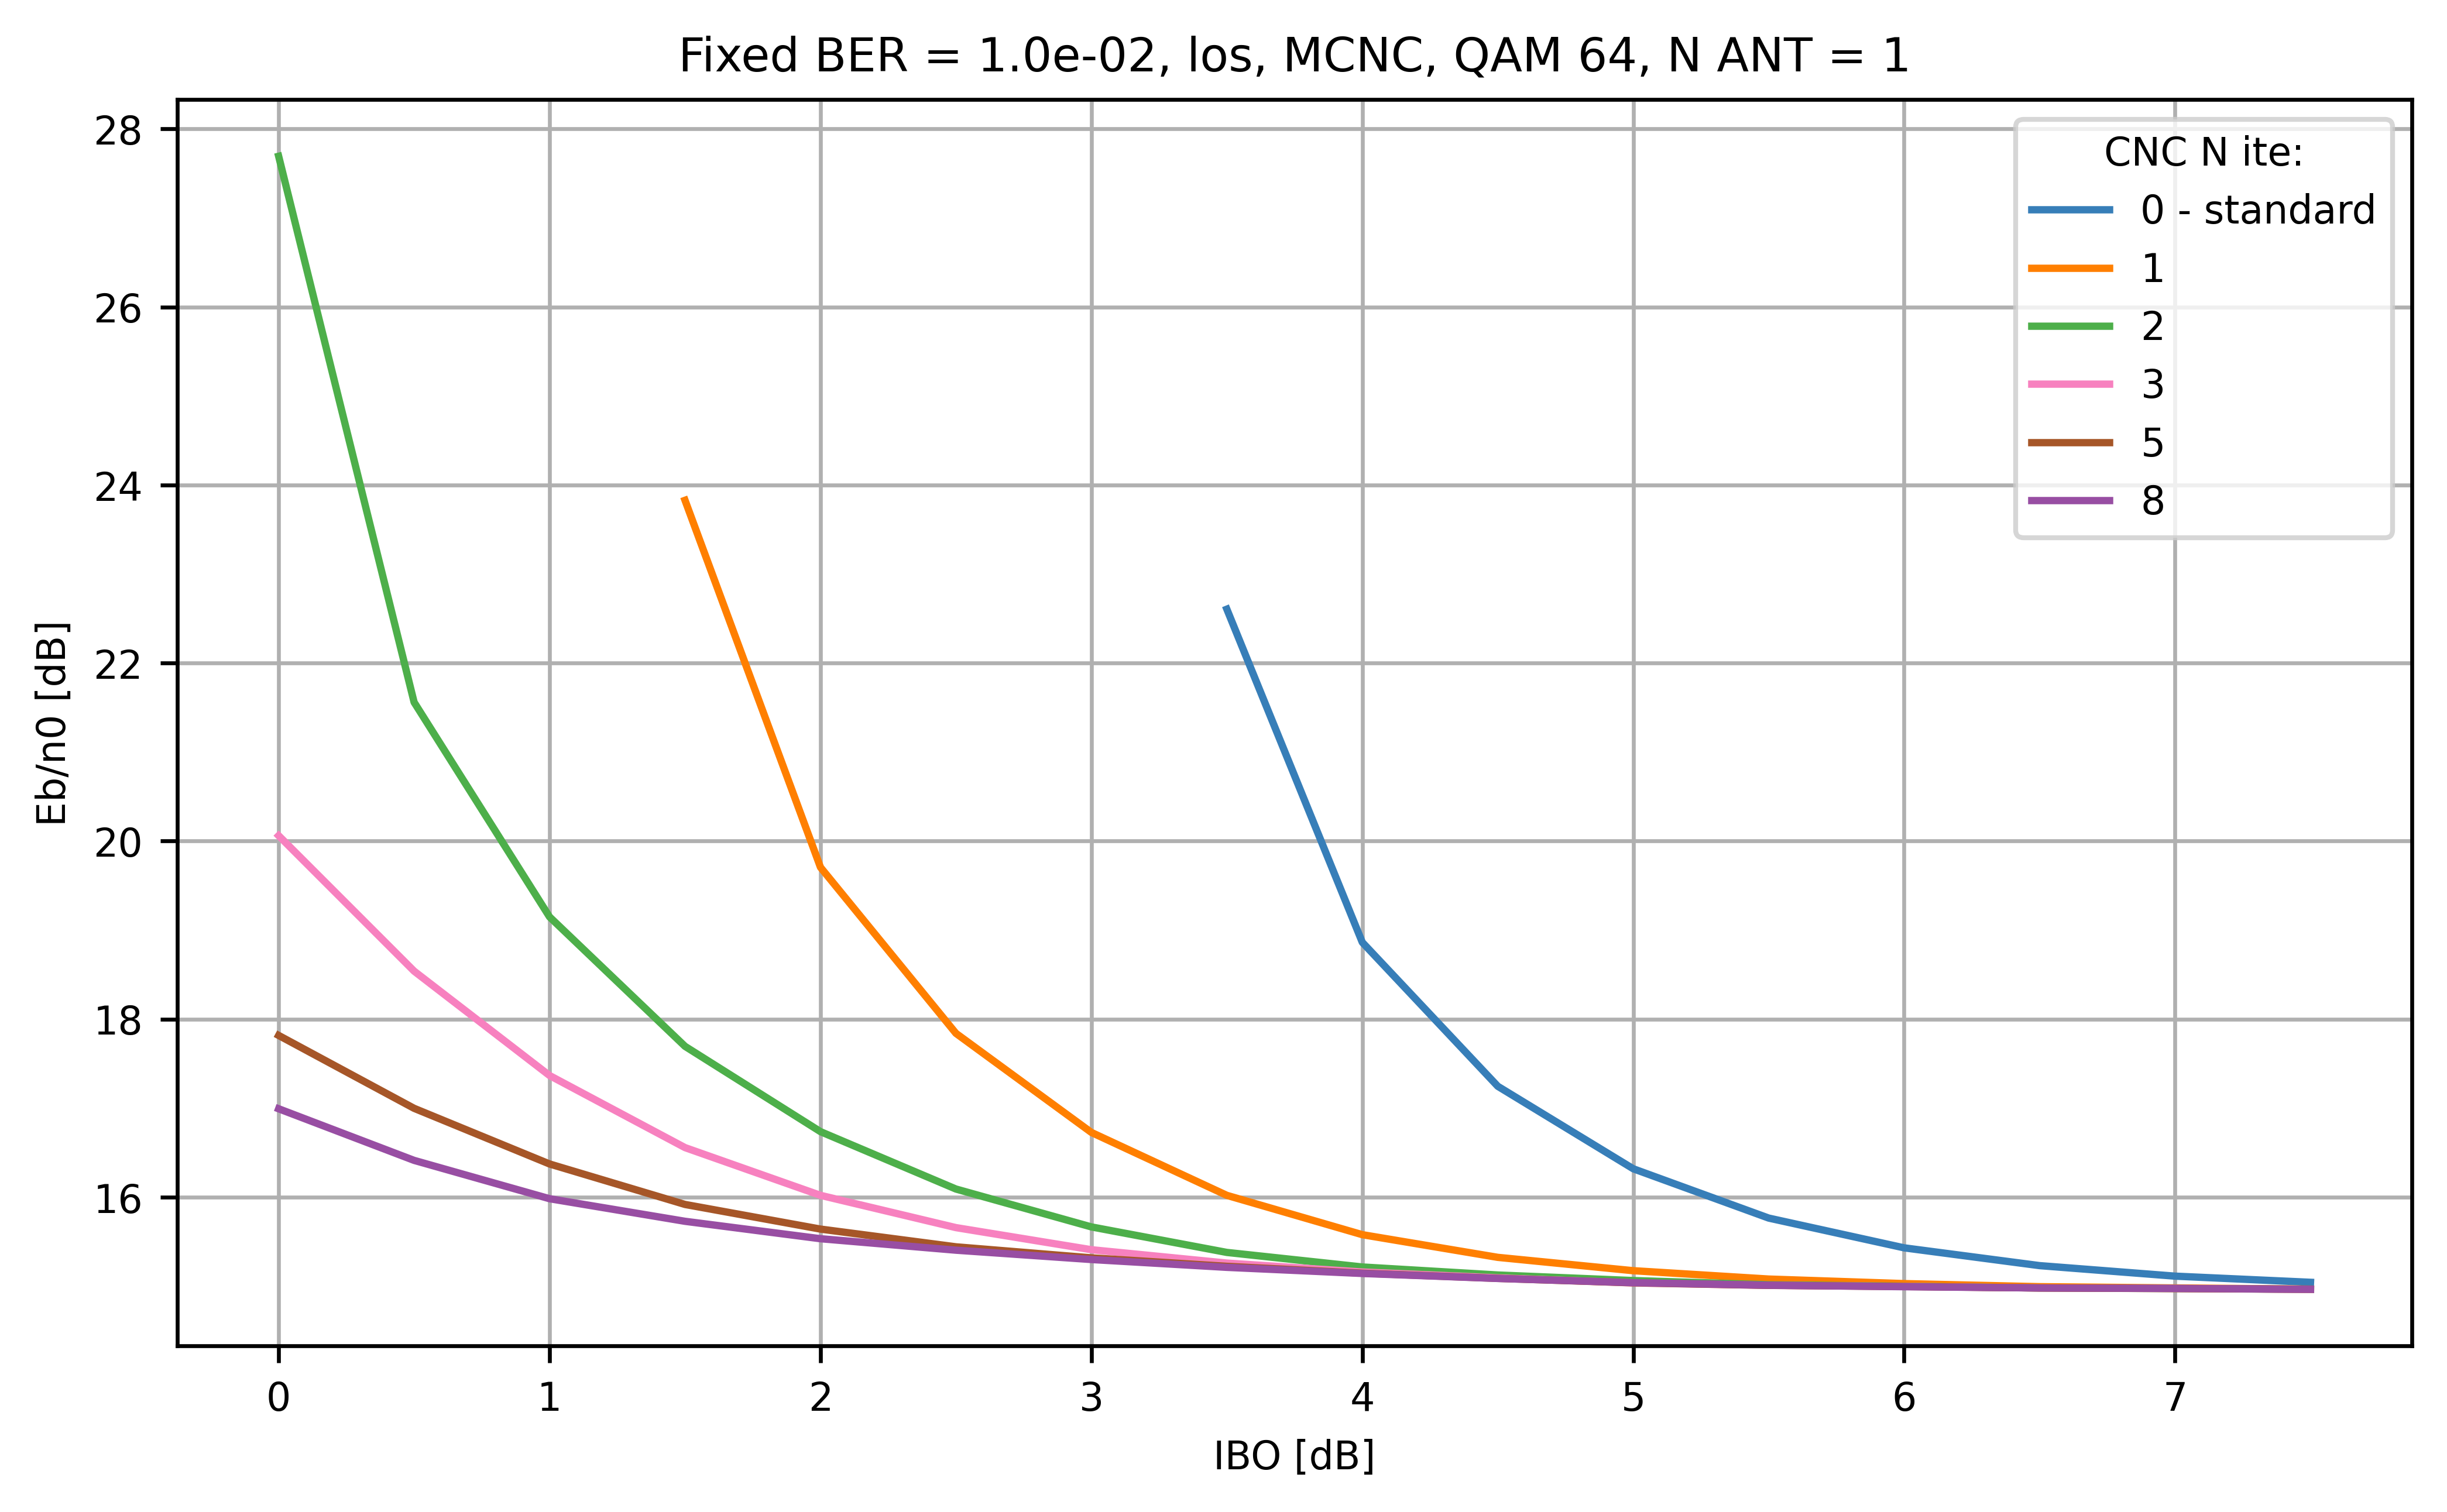 Fixed BER = 1.0e-02, los, MCNC, QAM 64, N ANT = 1
28
26
24
22
20
18
16
Eb/n0 [dB]
CNC N ite:
0 - standard
1
2
3
5
8
0 1 2 3 4 5 6 7
IBO [dB]